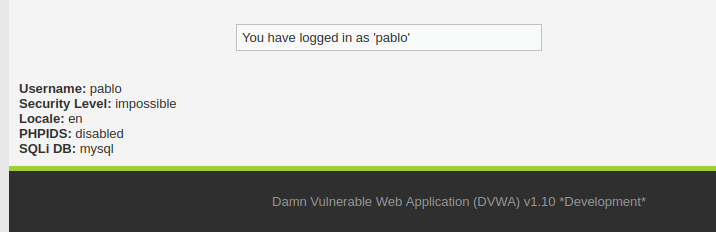 You have logged in as 'pablo'
Username: pablo
Security Level: impossible
Locale: en
PHPIDS: disabled
SQLi DB: mysql
Damn Vulnerable Web Application (DVWA) v1.10 *Development*